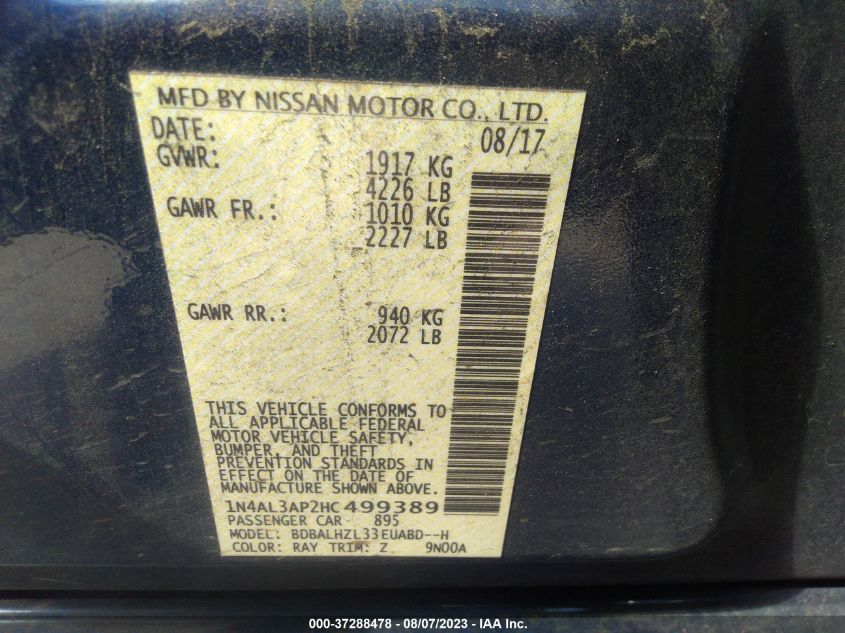 MFD BY NISSAN MOTOR CO., LTD.
DATE: 08/17
GVWR: 1917 KG
4226 LB
GAWR FR.: 1010 KG
2227 LB
GAWR RR.: 940 KG
2072 LB
THIS VEHICLE CONFORMS TO
ALL APPLICABLE FEDERAL
MOTOR VEHICLE SAFETY,
BUMPER, AND THEFT
PREVENTION STANDARDS IN
EFFECT ON THE DATE OF
MANUFACTURE SHOWN ABOVE.
1N4AL3AP2HC499389
PASSENGER CAR 895
MODEL: BDBALHZL33EUABD--H
COLOR: RAY TRIM: Z 9N00A
000-37288478 - 08/07/2023 - IAA Inc.